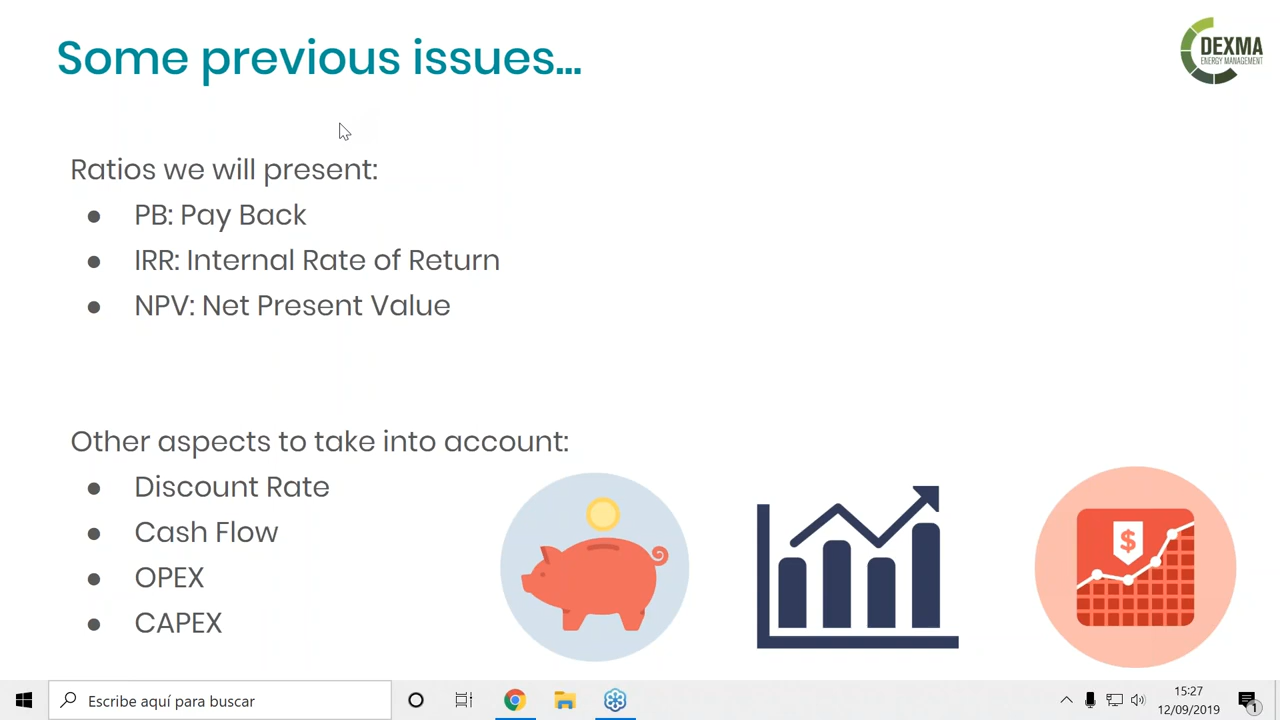 Some previous issues...
DEXMA
ENERGY MANAGEMENT
Ratios we will present:
● PB: Pay Back
● IRR: Internal Rate of Return
● NPV: Net Present Value
Other aspects to take into account:
● Discount Rate
● Cash Flow
● OPEX
● CAPEX
$
Escribe aquí para buscar
15:27
12/09/2019
1